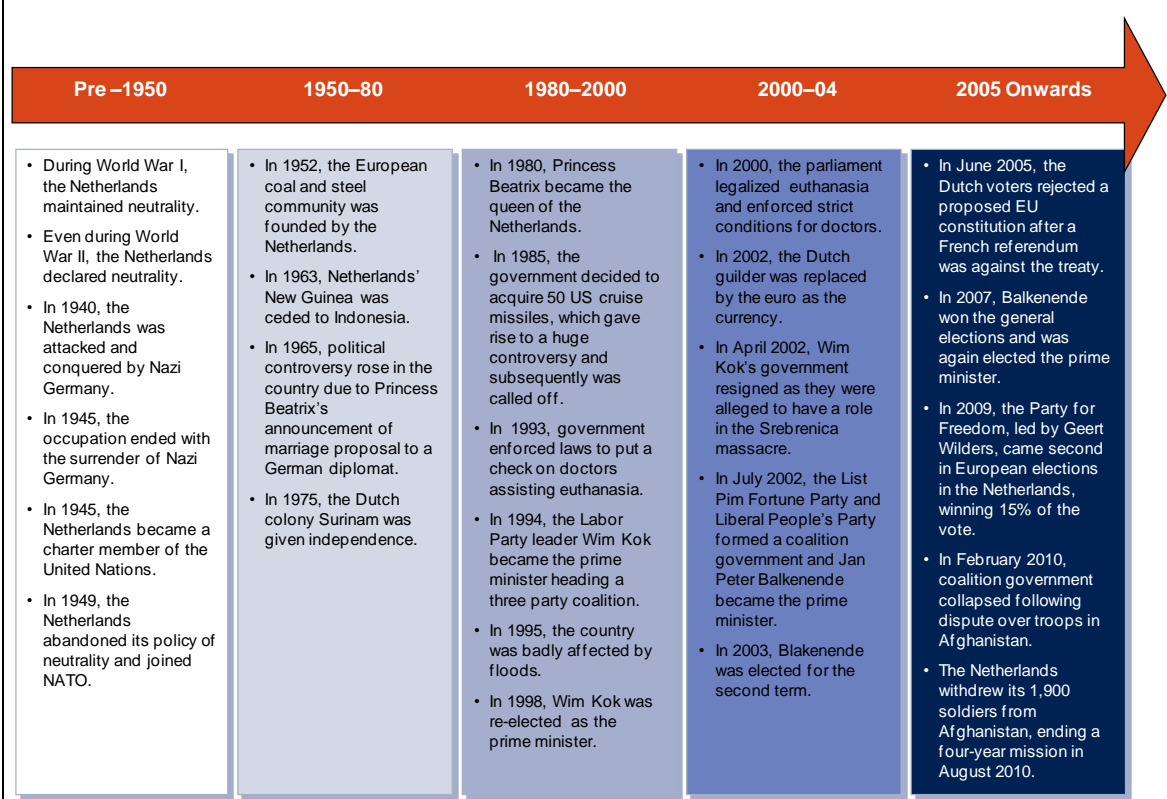 Pre –1950
1950–80
1980–2000
2000–04
2005 Onwards
• During World War I,
the Netherlands
maintained neutrality.
• Even during World
War II, the Netherlands
declared neutrality.
• In 1940, the
Netherlands was
attacked and
conquered by Nazi
Germany.
• In 1945, the
occupation ended with
the surrender of Nazi
Germany.
• In 1945, the
Netherlands became a
charter member of the
United Nations.
• In 1949, the
Netherlands
abandoned its policy of
neutrality and joined
NATO.
• In 1952, the European
coal and steel
community was
founded by the
Netherlands.
• In 1963, Netherlands’
New Guinea was
ceded to Indonesia.
• In 1965, political
controversy rose in the
country due to Princess
Beatrix’s
announcement of
marriage proposal to a
German diplomat.
• In 1975, the Dutch
colony Surinam was
given independence.
• In 1980, Princess
Beatrix became the
queen of the
Netherlands.
• In 1985, the
government decided to
acquire 50 US cruise
missiles, which gave
rise to a huge
controversy and
subsequently was
called off.
• In 1993, government
enforced laws to put a
check on doctors
assisting euthanasia.
• In 1994, the Labor
Party leader Wim Kok
became the prime
minister heading a
three party coalition.
• In 1995, the country
was badly affected by
floods.
• In 1998, Wim Kok was
re-elected as the
prime minister.
• In 2000, the parliament
legalized euthanasia
and enforced strict
conditions for doctors.
• In 2002, the Dutch
guilder was replaced
by the euro as the
currency.
• In April 2002, Wim
Kok’s government
resigned as they were
alleged to have a role
in the Srebrenica
massacre.
• In July 2002, the List
Pim Fortune Party and
Liberal People’s Party
formed a coalition
government and Jan
Peter Balkenende
became the prime
minister.
• In 2003, Blakenende
was elected for the
second term.
• In June 2005, the
Dutch voters rejected a
proposed EU
constitution after a
French referendum
was against the treaty.
• In 2007, Balkenende
won the general
elections and was
again elected the prime
minister.
• In 2009, the Party for
Freedom, led by Geert
Wilders, came second
in European elections
in the Netherlands,
winning 15% of the
vote.
• In February 2010,
coalition government
collapsed following
dispute over troops in
Afghanistan.
• The Netherlands
withdrew its 1,900
soldiers from
Afghanistan, ending a
four-year mission in
August 2010.